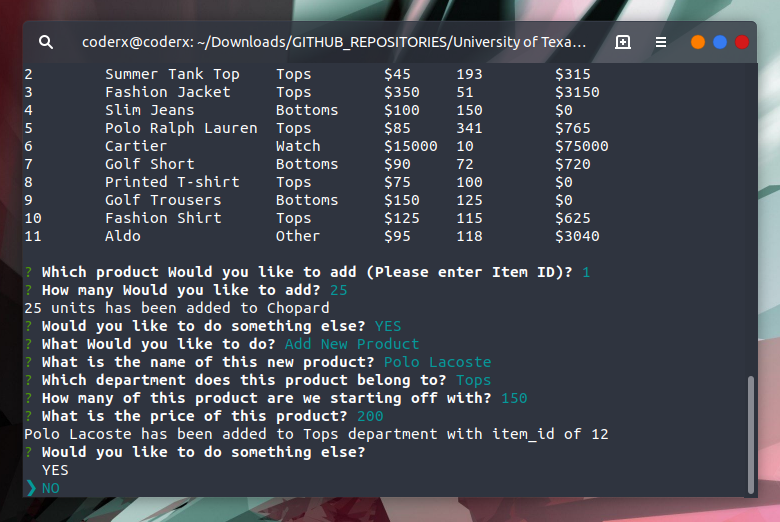 coderx@coderx: ~/Downloads/GITHUB_REPOSITORIES/University of Texa...
2 Summer Tank Top Tops $45 193 $315
3 Fashion Jacket Tops $350 51 $3150
4 Slim Jeans Bottoms $100 150 $0
5 Polo Ralph Lauren Tops $85 341 $765
6 Cartier Watch $15000 10 $75000
7 Golf Short Bottoms $90 72 $720
8 Printed T-shirt Tops $75 100 $0
9 Golf Trousers Bottoms $150 125 $0
10 Fashion Shirt Tops $125 115 $625
11 Aldo Other $95 118 $3040
? Which product Would you like to add (Please enter Item ID)? 1
? How many Would you like to add? 25
25 units has been added to Chopard
? Would you like to do something else? YES
? What Would you like to do? Add New Product
? What is the name of this new product? Polo Lacoste
? Which department does this product belong to? Tops
? How many of this product are we starting off with? 150
? What is the price of this product? 200
Polo Lacoste has been added to Tops department with item_id of 12
? Would you like to do something else?
YES
❯ NO